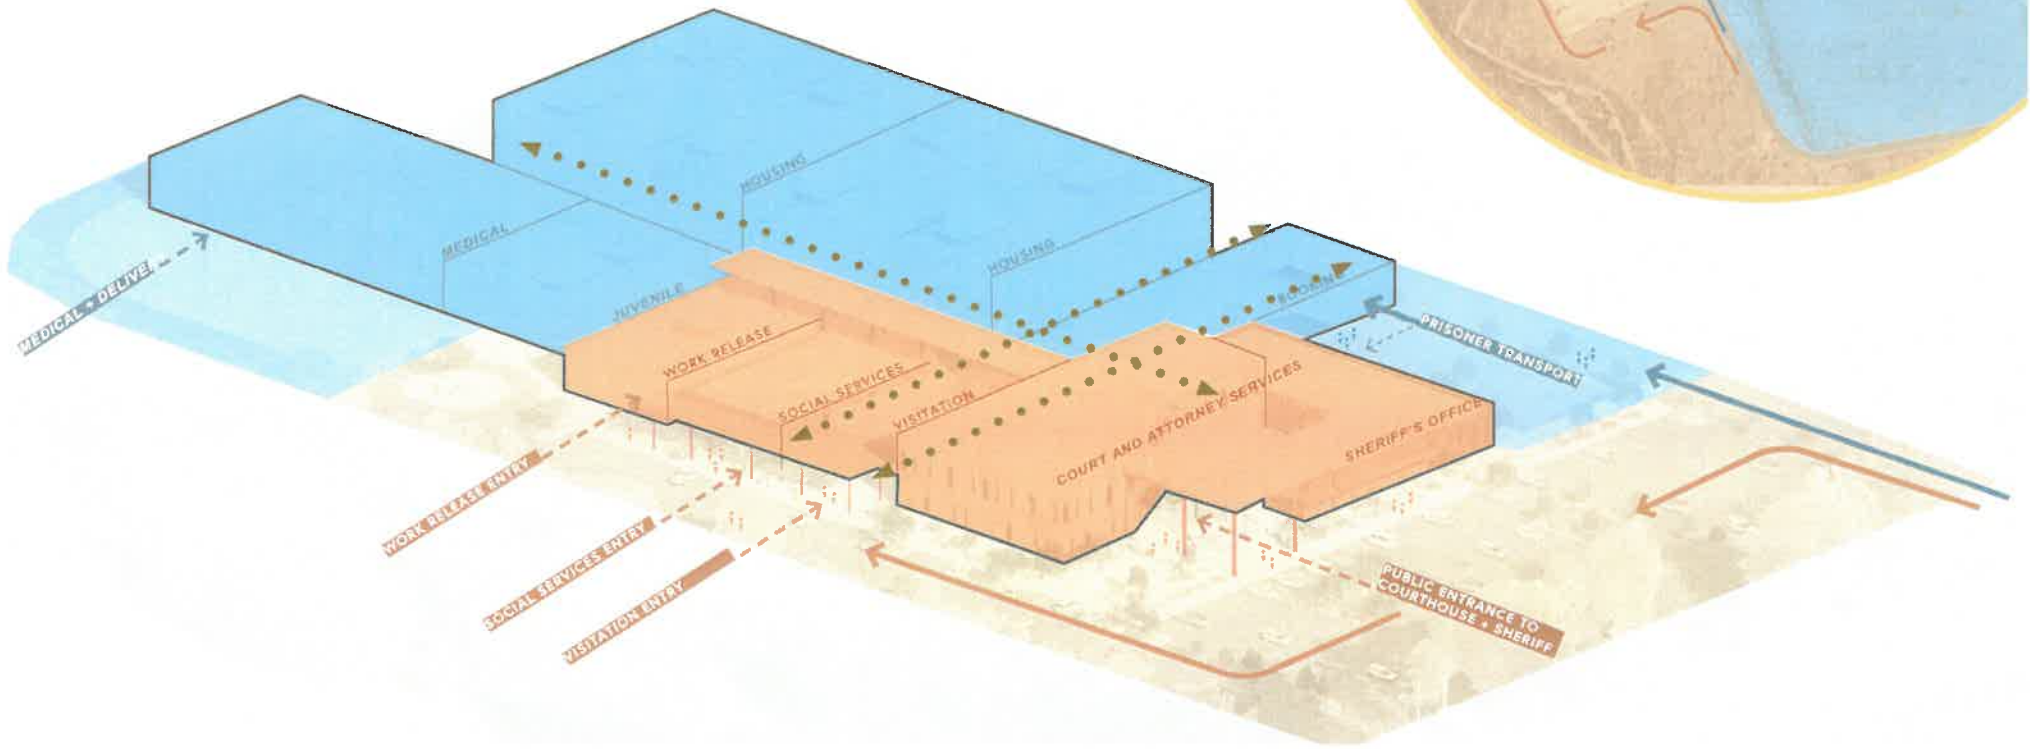 HOUSING
MEDICAL
HOUSING
JUVENILE
BOOKING
MEDICAL + DELIVE
PRISONER TRANSPORT
WORK RELEASE
SOCIAL SERVICES
VISITATION
COURT AND ATTORNEY SERVICES
SHERIFF'S OFFICE
WORK RELEASE ENTRY
SOCIAL SERVICES ENTRY
VISITATION ENTRY
PUBLIC ENTRANCE TO
COURTHOUSE + SHERIFF